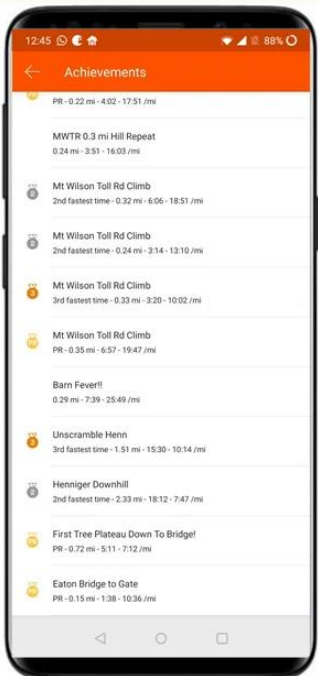 12:45
88%
Achievements
PR - 0.22 mi - 4:02 - 17:51 /mi
MWTR 0.3 mi Hill Repeat
0.24 mi - 3:51 - 16:03 /mi
Mt Wilson Toll Rd Climb
2
2nd fastest time - 0.32 mi - 6:06 - 18:51 /mi
Mt Wilson Toll Rd Climb
2
2nd fastest time - 0.24 mi - 3:14 - 13:10 /mi
Mt Wilson Toll Rd Climb
3
3rd fastest time - 0.33 mi - 3:20 - 10:02 /mi
Mt Wilson Toll Rd Climb
PR
PR - 0.35 mi - 6:57 - 19:47 /mi
Barn Fever!!
0.29 mi - 7:39 - 25:49 /mi
Unscramble Henn
3
3rd fastest time - 1.51 mi - 15:30 - 10:14 /mi
Henniger Downhill
2
2nd fastest time - 2.33 mi - 18:12 - 7:47 /mi
First Tree Plateau Down To Bridge!
PR
PR - 0.72 mi - 5:11 - 7:12 /mi
Eaton Bridge to Gate
PR
PR - 0.15 mi - 1:38 - 10:36 /mi